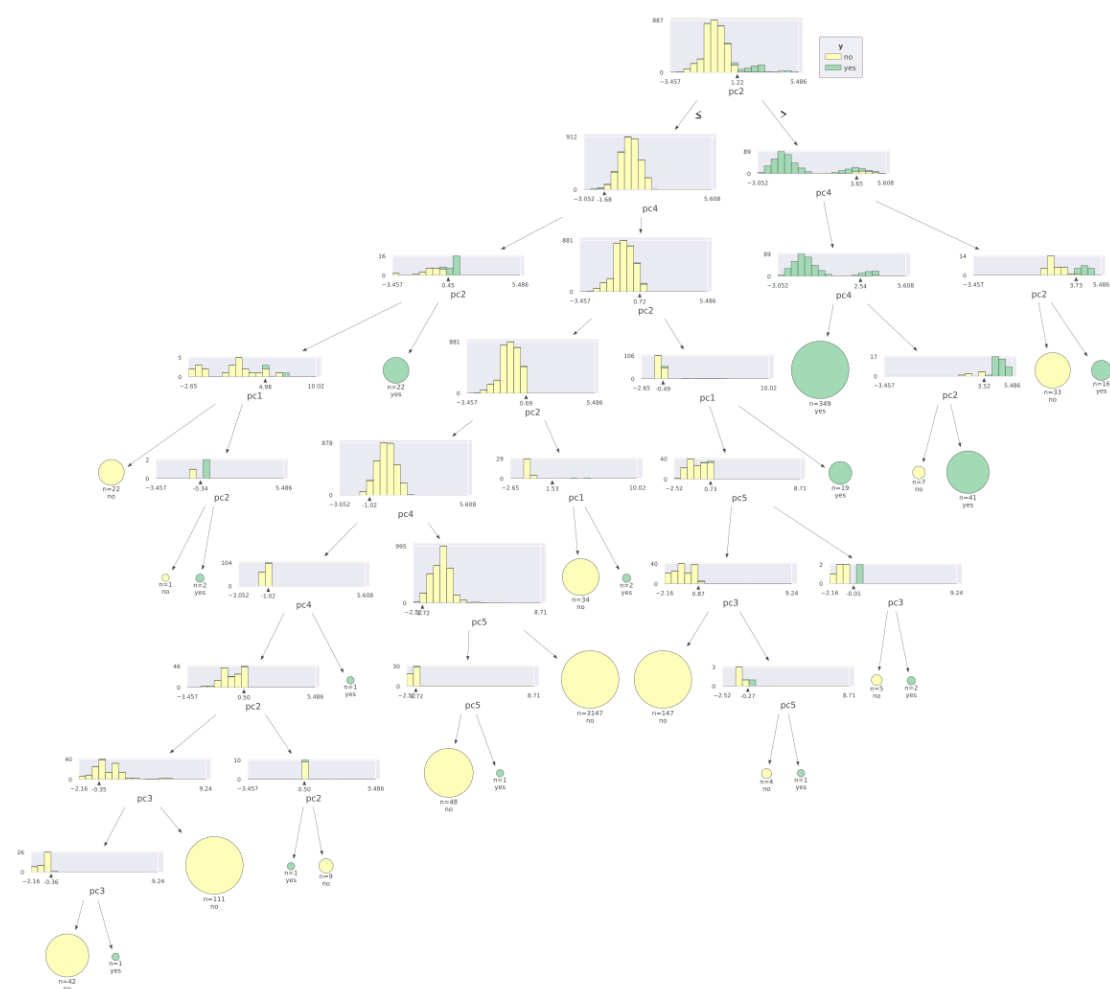 887
y
no
yes
0
−3.457 1.22 5.486
pc2
≤ >
912
0
−3.052 -1.68 5.608
pc4
89
0
−3.052 3.65 5.608
pc4
16
0
−3.457 0.45 5.486
pc2
881
0
−3.457 0.72 5.486
pc2
89
0
−3.052 2.54 5.608
pc4
14
0
−3.457 3.73 5.486
pc2
5
0
−2.65 4.98 10.02
pc1
n=22
yes
881
0
−3.457 0.69 5.486
pc2
106
0
−2.65 -0.49 10.02
pc1
n=349
yes
17
0
−3.457 3.52 5.486
pc2
n=33
no
n=16
yes
n=22
no
2
0
−3.457 -0.34 5.486
pc2
878
0
−3.052 -1.02 5.608
pc4
29
0
−2.65 1.53 10.02
pc1
40
0
−2.52 0.73 8.71
pc5
n=19
yes
n=7
no
n=41
yes
n=1
no
n=2
yes
104
0
−3.052 -1.02 5.608
pc4
995
0
8.71
pc5
n=34
no
n=2
yes
40
0
−2.16 0.87 9.24
pc3
2
0
−2.16 -0.01 9.24
pc3
46
0
−3.457 0.50 5.486
pc2
n=1
yes
30
0
8.71
pc5
n=3147
no
n=147
no
3
0
−2.52 -0.27 8.71
pc5
n=5
no
n=2
yes
40
0
−2.16 -0.35 9.24
pc3
10
0
−3.457 0.50 5.486
pc2
n=48
no
n=1
yes
n=4
no
n=1
yes
26
0
−2.16 -0.36 9.24
pc3
n=111
no
n=1
yes
n=9
no
n=42
no
n=1
yes